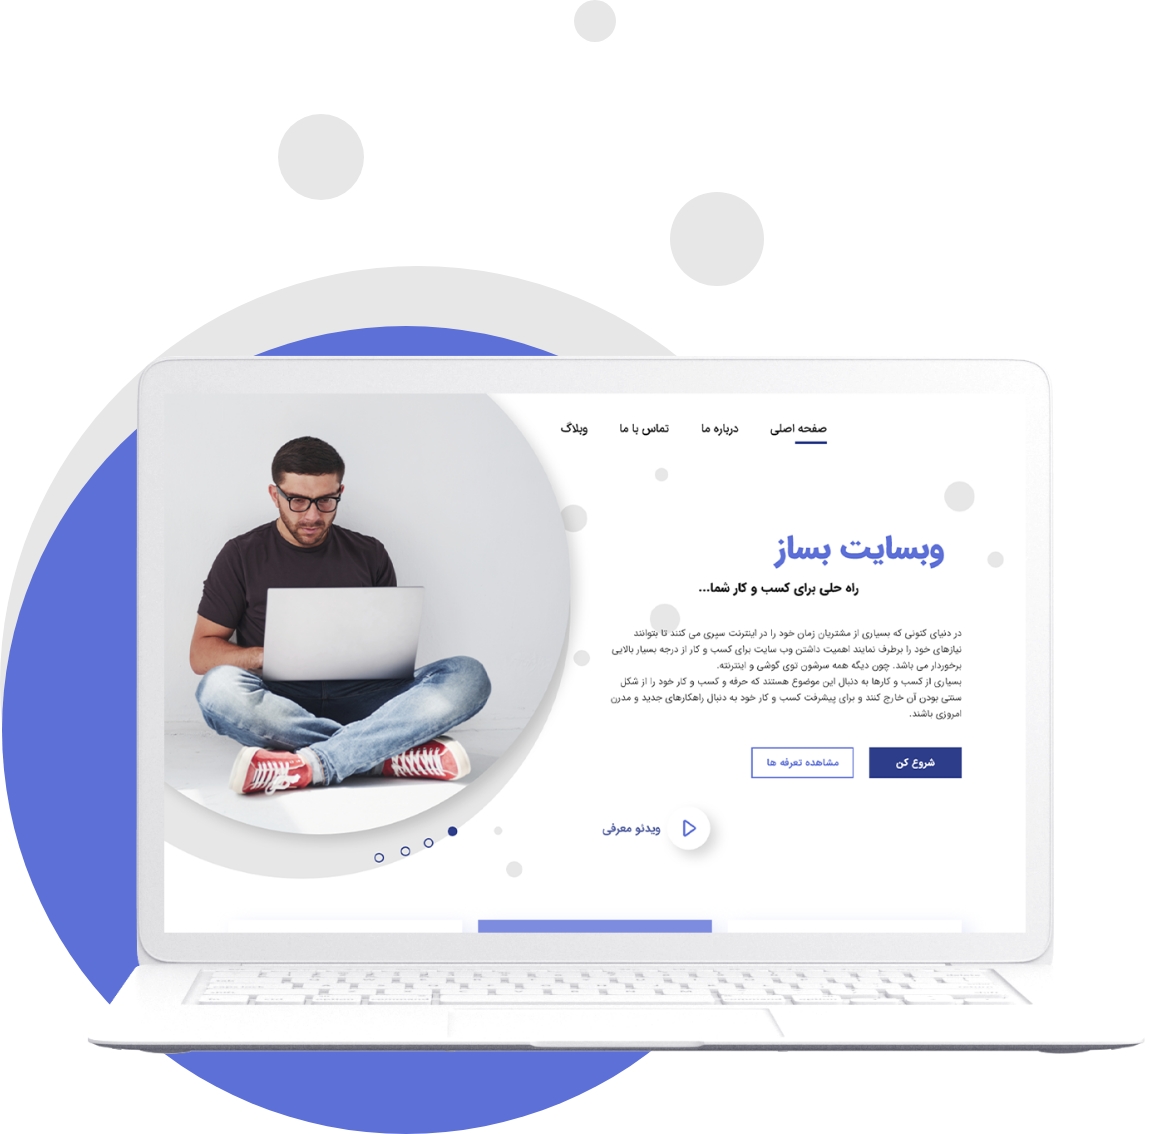 صفحه اصلی
درباره ما
تماس با ما
وبلاگ
وبسایت بساز
راه حلی برای کسب و کار شما...
در دنیای کنونی که بسیاری از مشتریان زمان خود را در اینترنت سپری می کنند تا بتوانند
نیازهای خود را برطرف نمایند اهمیت داشتن وب سایت برای کسب و کار از درجه بسیار بالایی
برخوردار می باشد. چون دیگه همه سرشون توی گوشی و اینترنته.
بسیاری از کسب و کارها به دنبال این موضوع هستند که حرفه و کسب و کار خود را از شکل
سنتی بودن آن خارج کنند و برای پیشرفت کسب و کار خود به دنبال راهکارهای جدید و مدرن
امروزی باشند.
شروع کن
مشاهده تعرفه ها
ویدئو معرفی